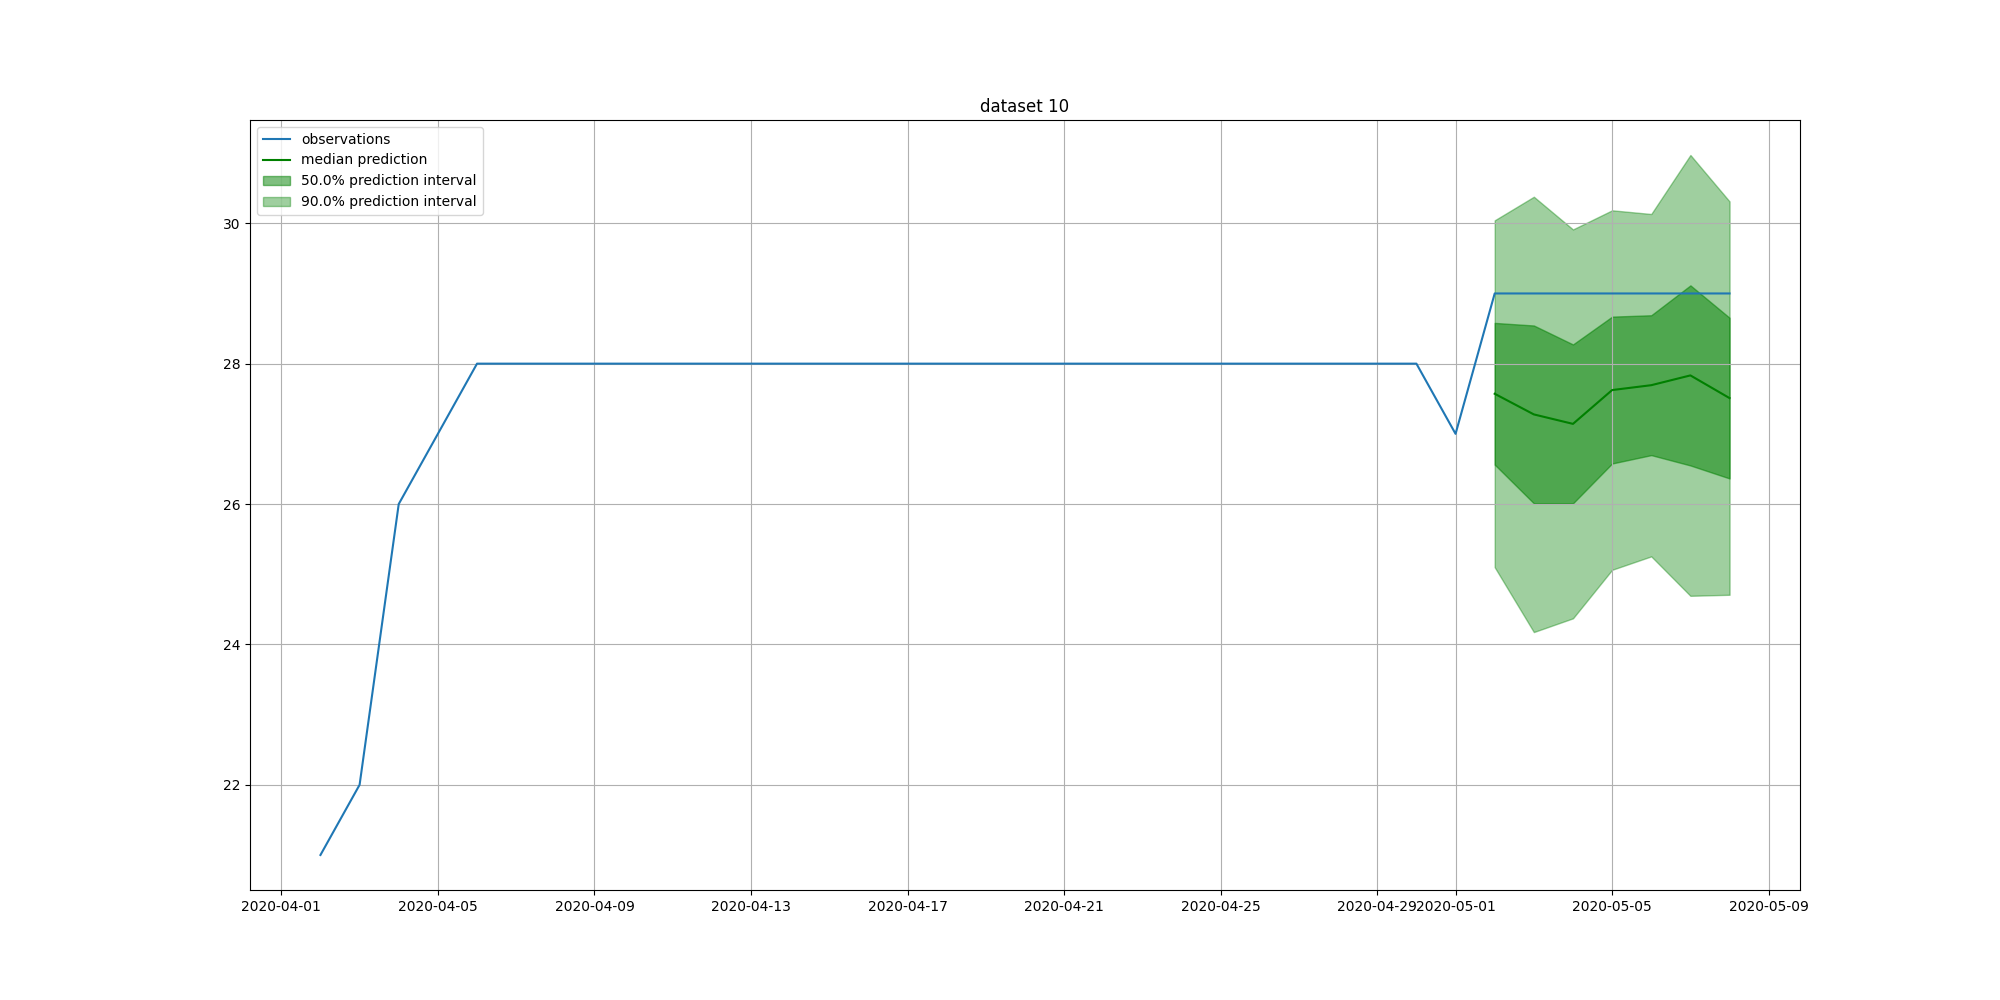 dataset 10
observations
median prediction
50.0% prediction interval
90.0% prediction interval
30
28
26
24
22
2020-04-01 2020-04-05 2020-04-09 2020-04-13 2020-04-17 2020-04-21 2020-04-25 2020-04-29 2020-05-01 2020-05-05 2020-05-09